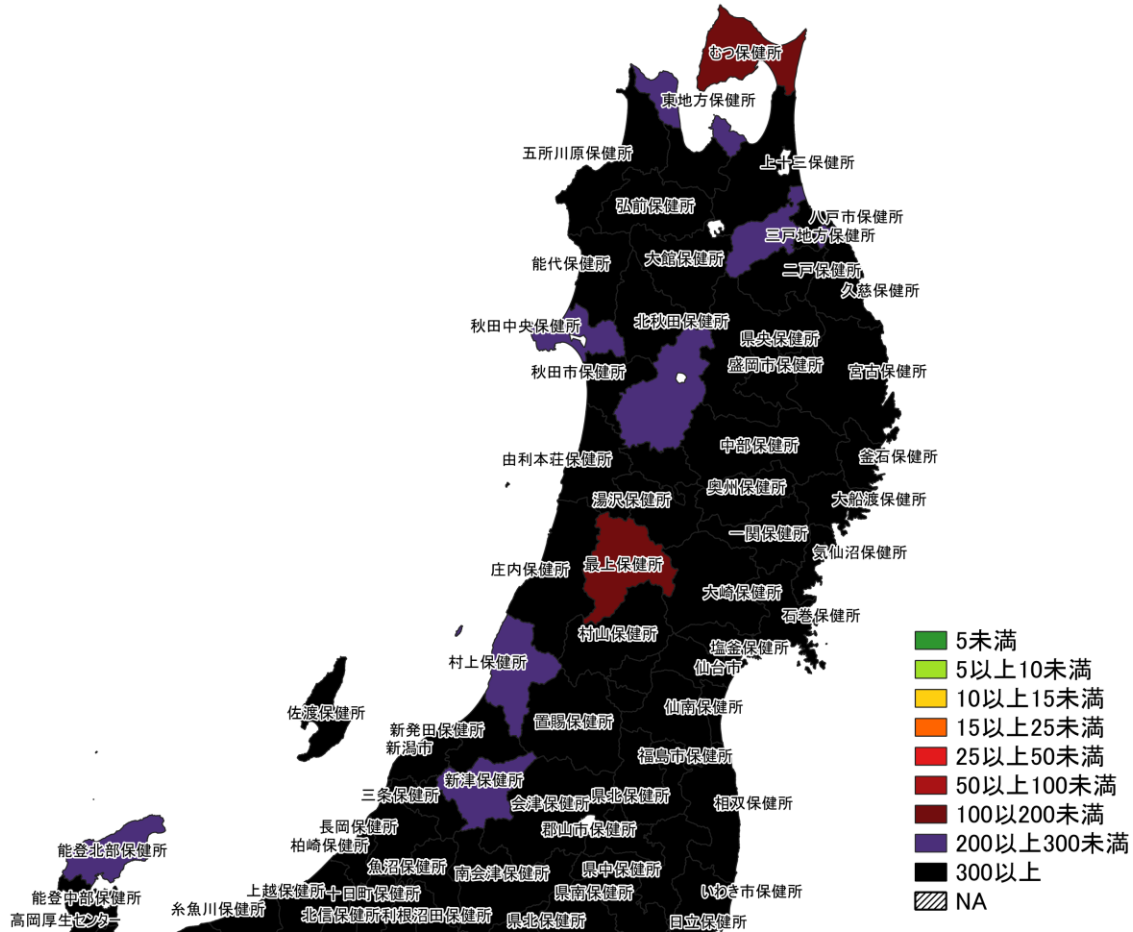 むつ保健所
東地方保健所
五所川原保健所
上十三保健所
弘前保健所
八戸市保健所
三戸地方保健所
大館保健所
能代保健所
二戸保健所
久慈保健所
秋田中央保健所
北秋田保健所
県央保健所
盛岡市保健所
秋田市保健所
宮古保健所
中部保健所
由利本荘保健所
釜石保健所
奥州保健所
湯沢保健所
大船渡保健所
一関保健所
気仙沼保健所
最上保健所
庄内保健所
大崎保健所
石巻保健所
村山保健所
塩釜保健所
村上保健所
仙台市
佐渡保健所
仙南保健所
新発田保健所
置賜保健所
新潟市
福島市保健所
新津保健所
三条保健所
会津保健所
県北保健所
相双保健所
長岡保健所
郡山市保健所
柏崎保健所
能登北部保健所
魚沼保健所
南会津保健所
県中保健所
能登中部保健所
上越保健所
十日町保健所
県南保健所
いわき市保健所
高岡厚生センター
糸魚川保健所
北信保健所
利根沼田保健所
県北保健所
日立保健所
5未満
5以上10未満
10以上15未満
15以上25未満
25以上50未満
50以上100未満
100以200未満
200以上300未満
300以上
NA